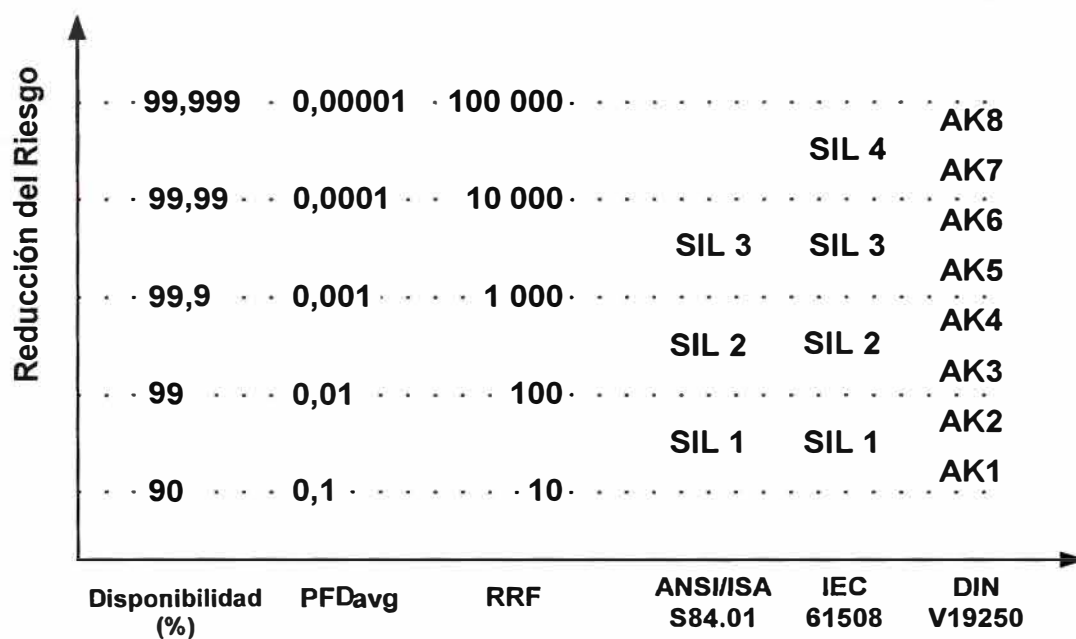 Reducción del Riesgo
99,999 0,00001 100 000
AK8
SIL 4
AK7
99,99 0,0001 10 000
AK6
SIL 3 SIL 3
AK5
99,9 0,001 1 000
AK4
SIL 2 SIL 2
AK3
99 0,01 100
AK2
SIL 1 SIL 1
AK1
90 0,1 10
Disponibilidad (%) PFDavg RRF ANSI/ISA S84.01 IEC 61508 DIN V19250